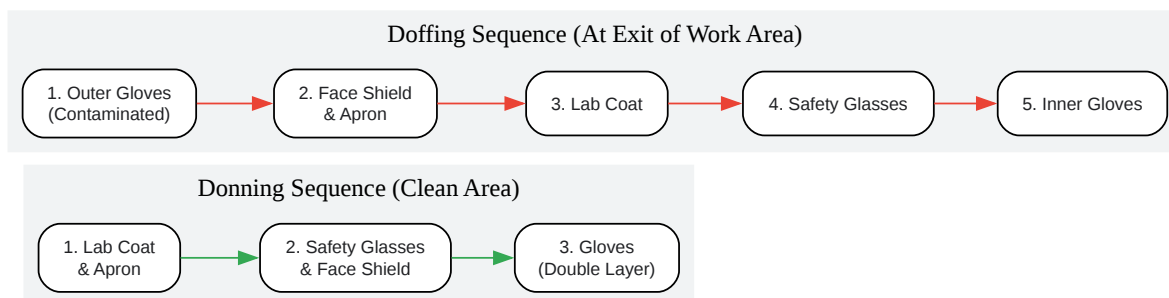 Doffing Sequence (At Exit of Work Area)
1. Outer Gloves
(Contaminated)
2. Face Shield
& Apron
3. Lab Coat
4. Safety Glasses
5. Inner Gloves
Donning Sequence (Clean Area)
1. Lab Coat
& Apron
2. Safety Glasses
& Face Shield
3. Gloves
(Double Layer)